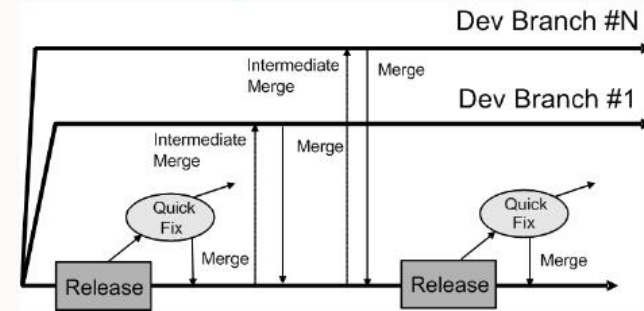 Dev Branch #N
Intermediate
Merge
Merge
Dev Branch #1
Intermediate
Merge
Merge
Quick
Fix
Merge
Release
Quick
Fix
Merge
Release